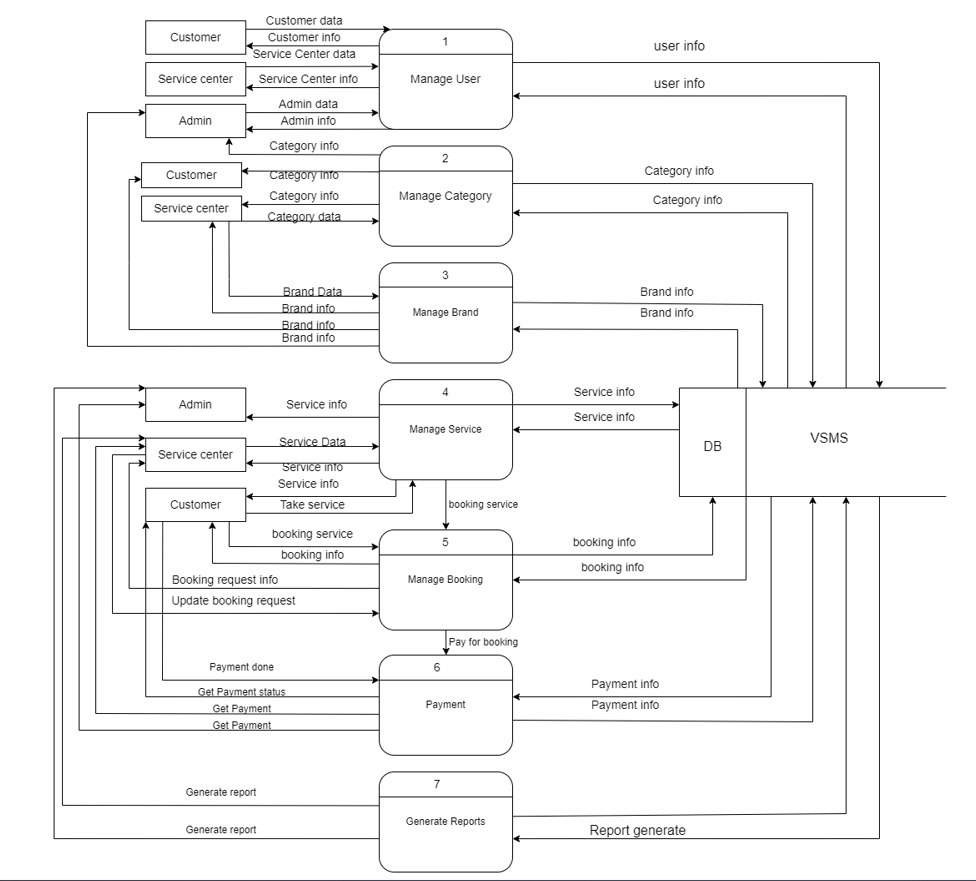 Customer data
Customer
Customer info
1
user info
Service Center data
Service center
Service Center info
Manage User
user info
Admin data
Admin
Admin info
Category info
2
Customer
Category info
Category info
Manage Category
Category info
Service center
Category info
Category data
3
Brand Data
Brand info
Brand info
Manage Brand
Brand info
Brand info
Brand info
4
Service info
Admin
Service info
Manage Service
Service info
DB
VSMS
Service center
Service Data
Service info
Service info
Customer
Take service
booking service
booking service
5
booking info
booking info
booking info
Booking request info
Manage Booking
Update booking request
Pay for booking
Payment done
6
Get Payment status
Payment info
Get Payment
Payment
Payment info
Get Payment
7
Generate report
Generate Reports
Generate report
Report generate